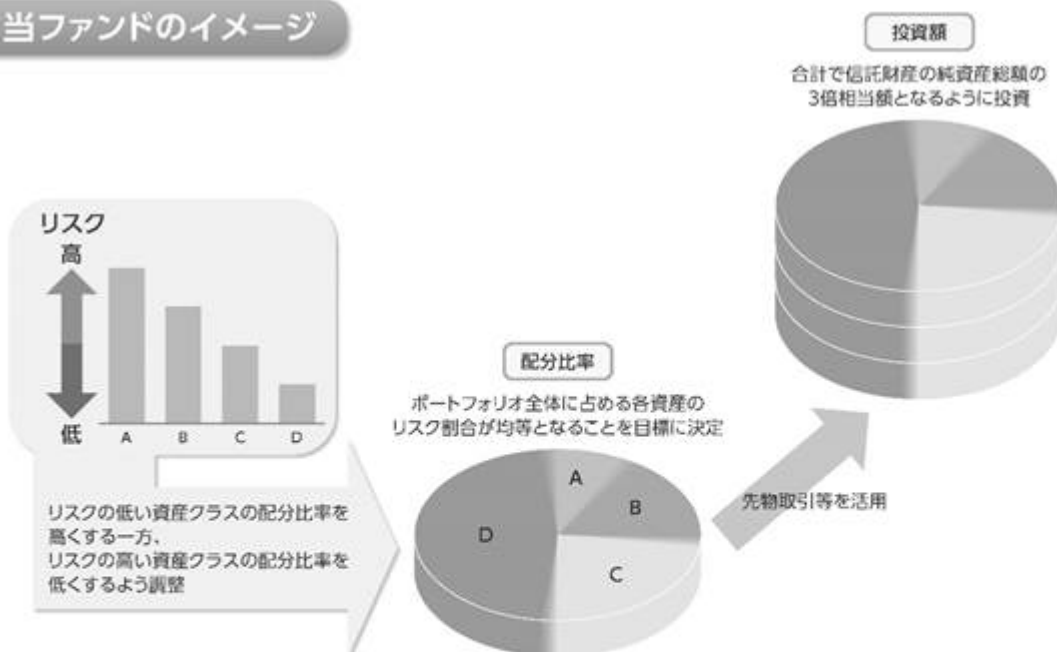 当ファンドのイメージ
投資額
合計で信託財産の純資産総額の
3倍相当額となるように投資
リスク
高
低
A B C D
配分比率
ポートフォリオ全体に占める各資産の
リスク割合が均等となることを目標に決定
リスクの低い資産クラスの配分比率を
高くする一方、
リスクの高い資産クラスの配分比率を
低くするよう調整
A
B
C
D
先物取引等を活用